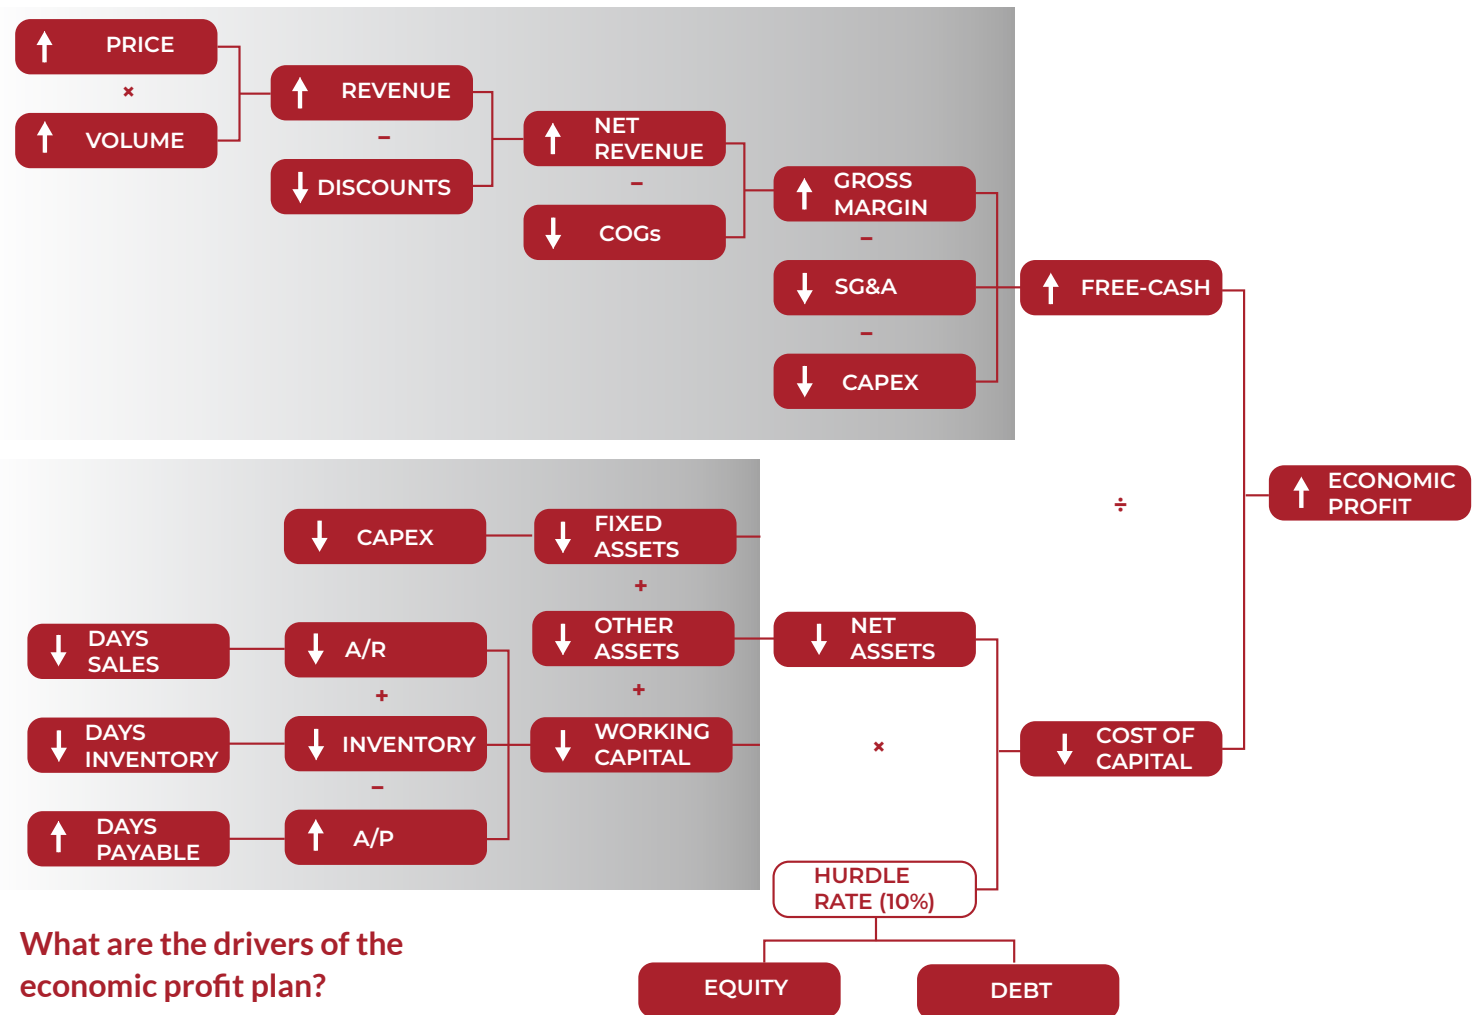 PRICE
×
VOLUME
REVENUE
–
DISCOUNTS
NET
REVENUE
–
COGs
GROSS
MARGIN
–
SG&A
–
CAPEX
FREE-CASH
÷
ECONOMIC
PROFIT
CAPEX
FIXED
ASSETS
+
DAYS
SALES
A/R
OTHER
ASSETS
NET
ASSETS
+
+
DAYS
INVENTORY
INVENTORY
WORKING
CAPITAL
×
COST OF
CAPITAL
–
DAYS
PAYABLE
A/P
HURDLE
RATE (10%)
EQUITY
DEBT
What are the drivers of the
economic profit plan?